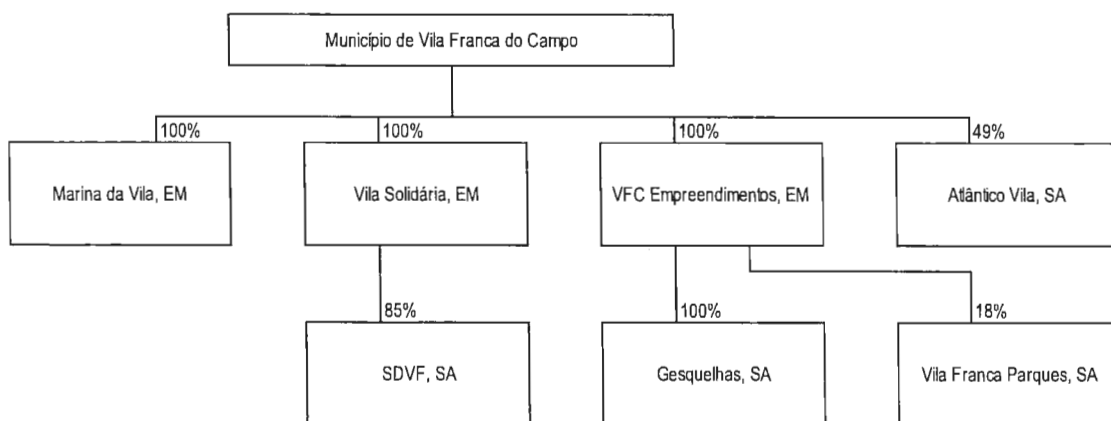 Município de Vila Franca do Campo
100%
100%
100%
49%
Marina da Vila, EM
Vila Solidária, EM
VFC Empreendimentos, EM
Atlântico Vila, SA
85%
100%
18%
SDVF, SA
Gesquelhas, SA
Vila Franca Parques, SA